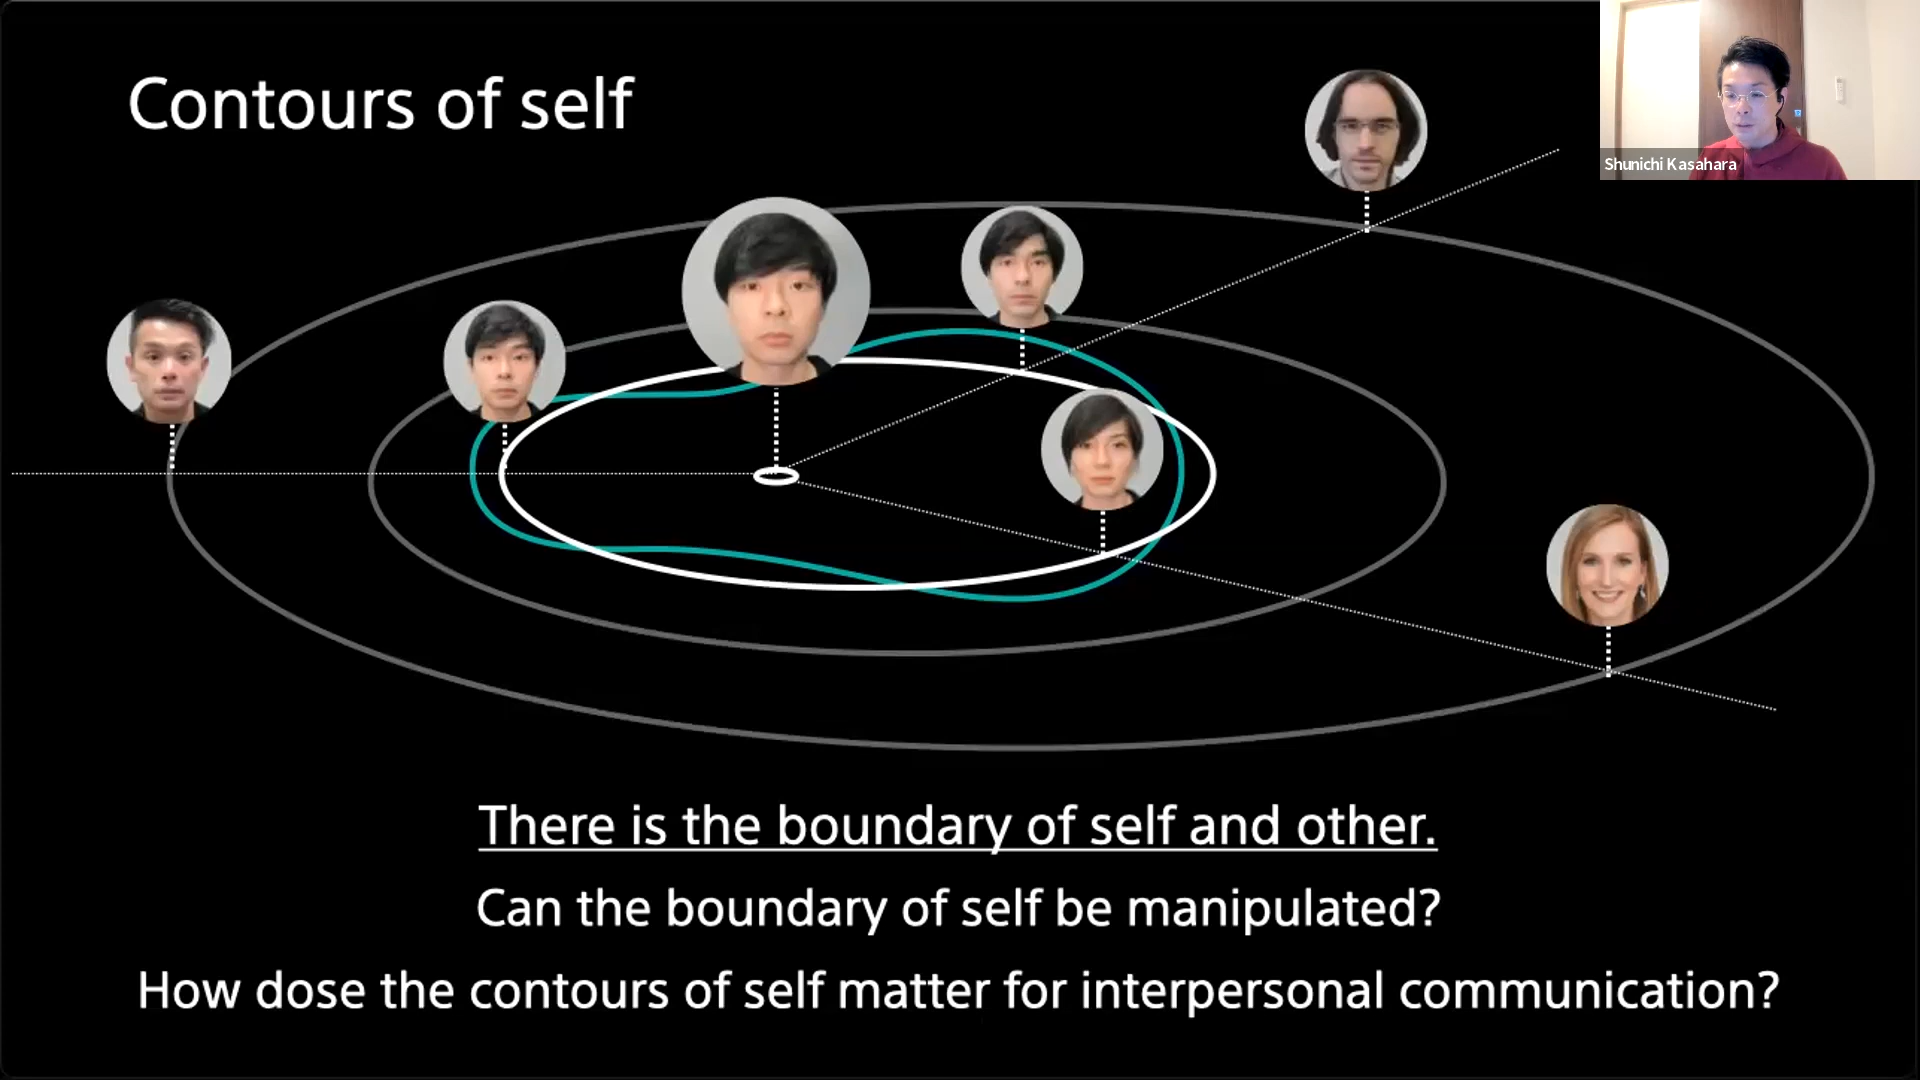 Contours of self
Shunichi Kasahara
There is the boundary of self and other.
Can the boundary of self be manipulated?
How dose the contours of self matter for interpersonal communication?